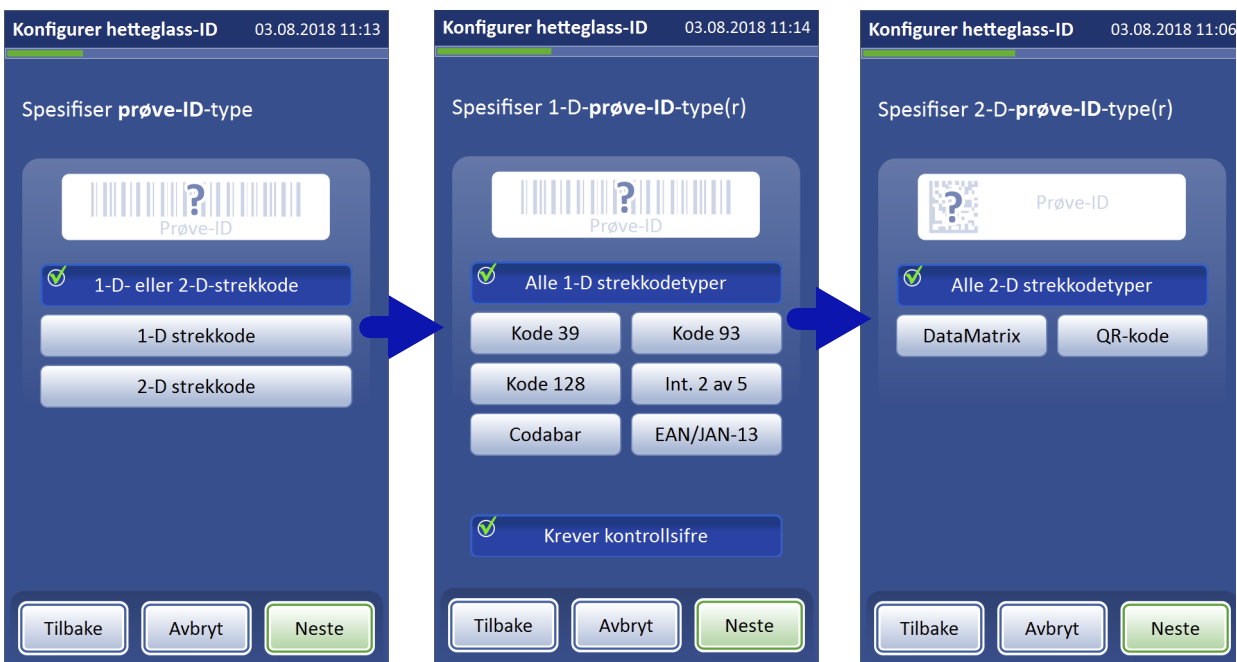 Konfigurer hetteglass-ID 03.08.2018 11:13
Spesifiser prøve-ID-type
?
Prøve-ID
1-D- eller 2-D-strekkode
1-D strekkode
2-D strekkode
Tilbake Avbryt Neste
Konfigurer hetteglass-ID 03.08.2018 11:14
Spesifiser 1-D-prøve-ID-type(r)
?
Prøve-ID
Alle 1-D strekkodetyper
Kode 39 Kode 93
Kode 128 Int. 2 av 5
Codabar EAN/JAN-13
Krever kontrollsifre
Tilbake Avbryt Neste
Konfigurer hetteglass-ID 03.08.2018 11:06
Spesifiser 2-D-prøve-ID-type(r)
? Prøve-ID
Alle 2-D strekkodetyper
DataMatrix QR-kode
Tilbake Avbryt Neste